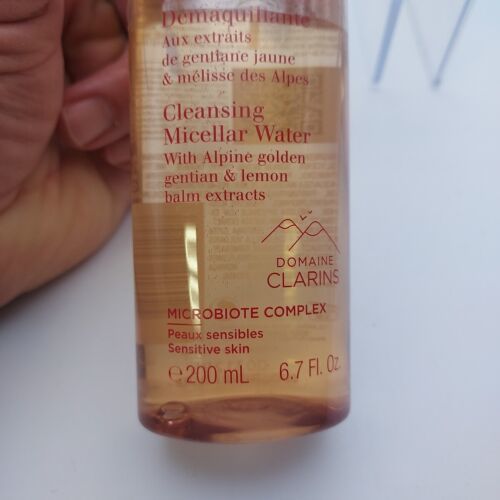 Démaquillante
Aux extraits
de gentiane jaune
& mélisse des Alpes
Cleansing
Micellar Water
With Alpine golden
gentian & lemon
balm extracts
DOMAINE
CLARINS
MICROBIOTE COMPLEX
Peaux sensibles
Sensitive skin
℮ 200 mL 6.7 Fl. Oz.